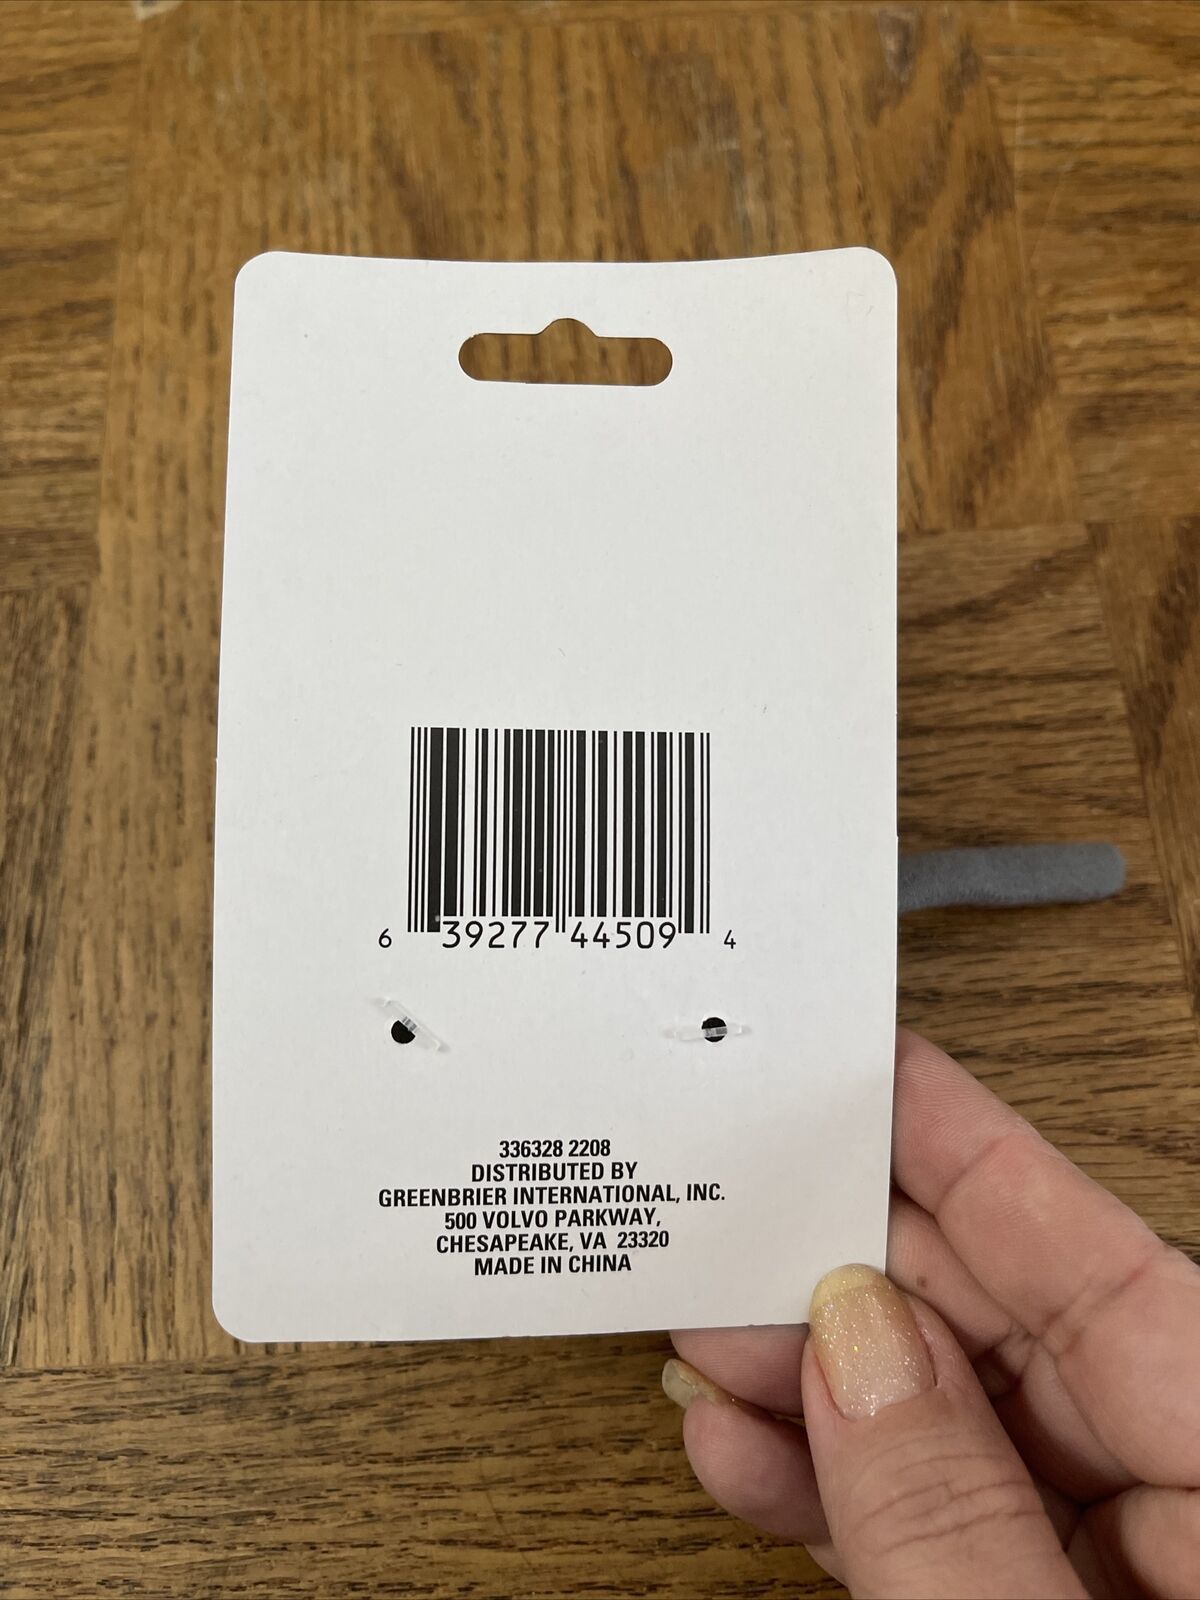 6 39277 44509 4
336328 2208
DISTRIBUTED BY
GREENBRIER INTERNATIONAL, INC.
500 VOLVO PARKWAY,
CHESAPEAKE, VA 23320
MADE IN CHINA